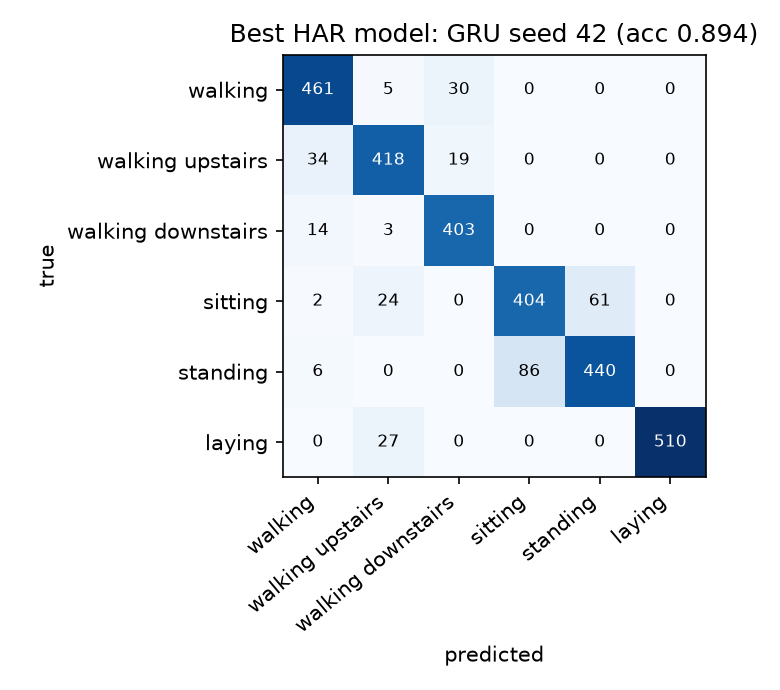 Best HAR model: GRU seed 42 (acc 0.894)
walking 461 5 30 0 0 0
walking upstairs 34 418 19 0 0 0
walking downstairs 14 3 403 0 0 0
sitting 2 24 0 404 61 0
standing 6 0 0 86 440 0
laying 0 27 0 0 0 510
true
walking
walking upstairs
walking downstairs
sitting
standing
laying
predicted